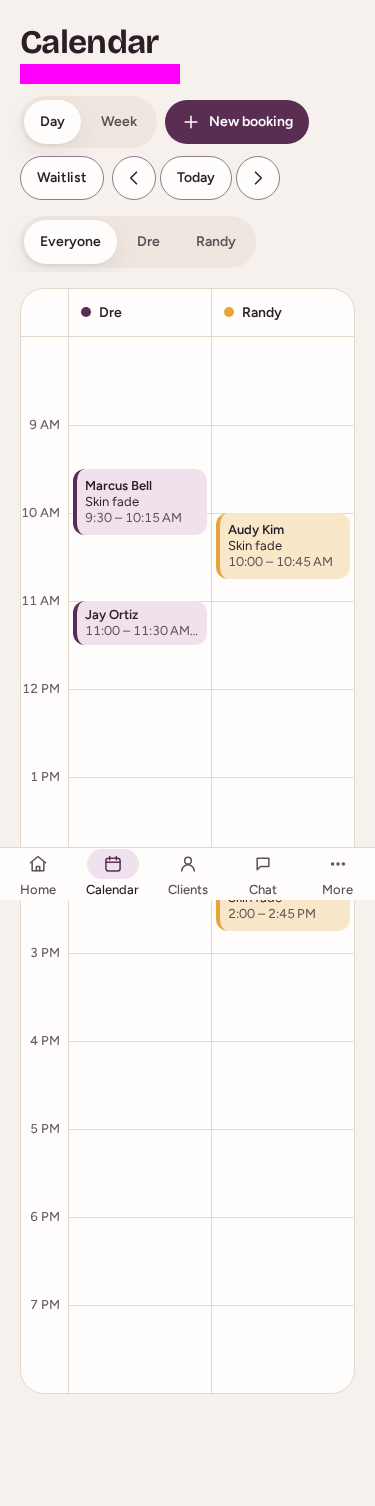 Calendar
Day
Week
New booking
Waitlist
Today
Everyone
Dre
Randy
Dre
Randy
9 AM
Marcus Bell
Skin fade
9:30 – 10:15 AM
10 AM
Audy Kim
Skin fade
10:00 – 10:45 AM
11 AM
Jay Ortiz
11:00 – 11:30 AM...
12 PM
1 PM
Home
Calendar
Clients
Chat
More
2:00 – 2:45 PM
3 PM
4 PM
5 PM
6 PM
7 PM